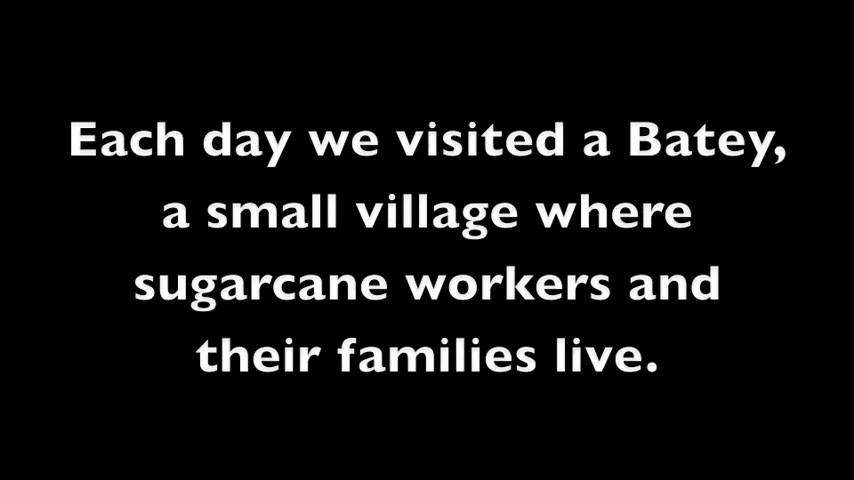 Each day we visited a Batey,
a small village where
sugarcane workers and
their families live.